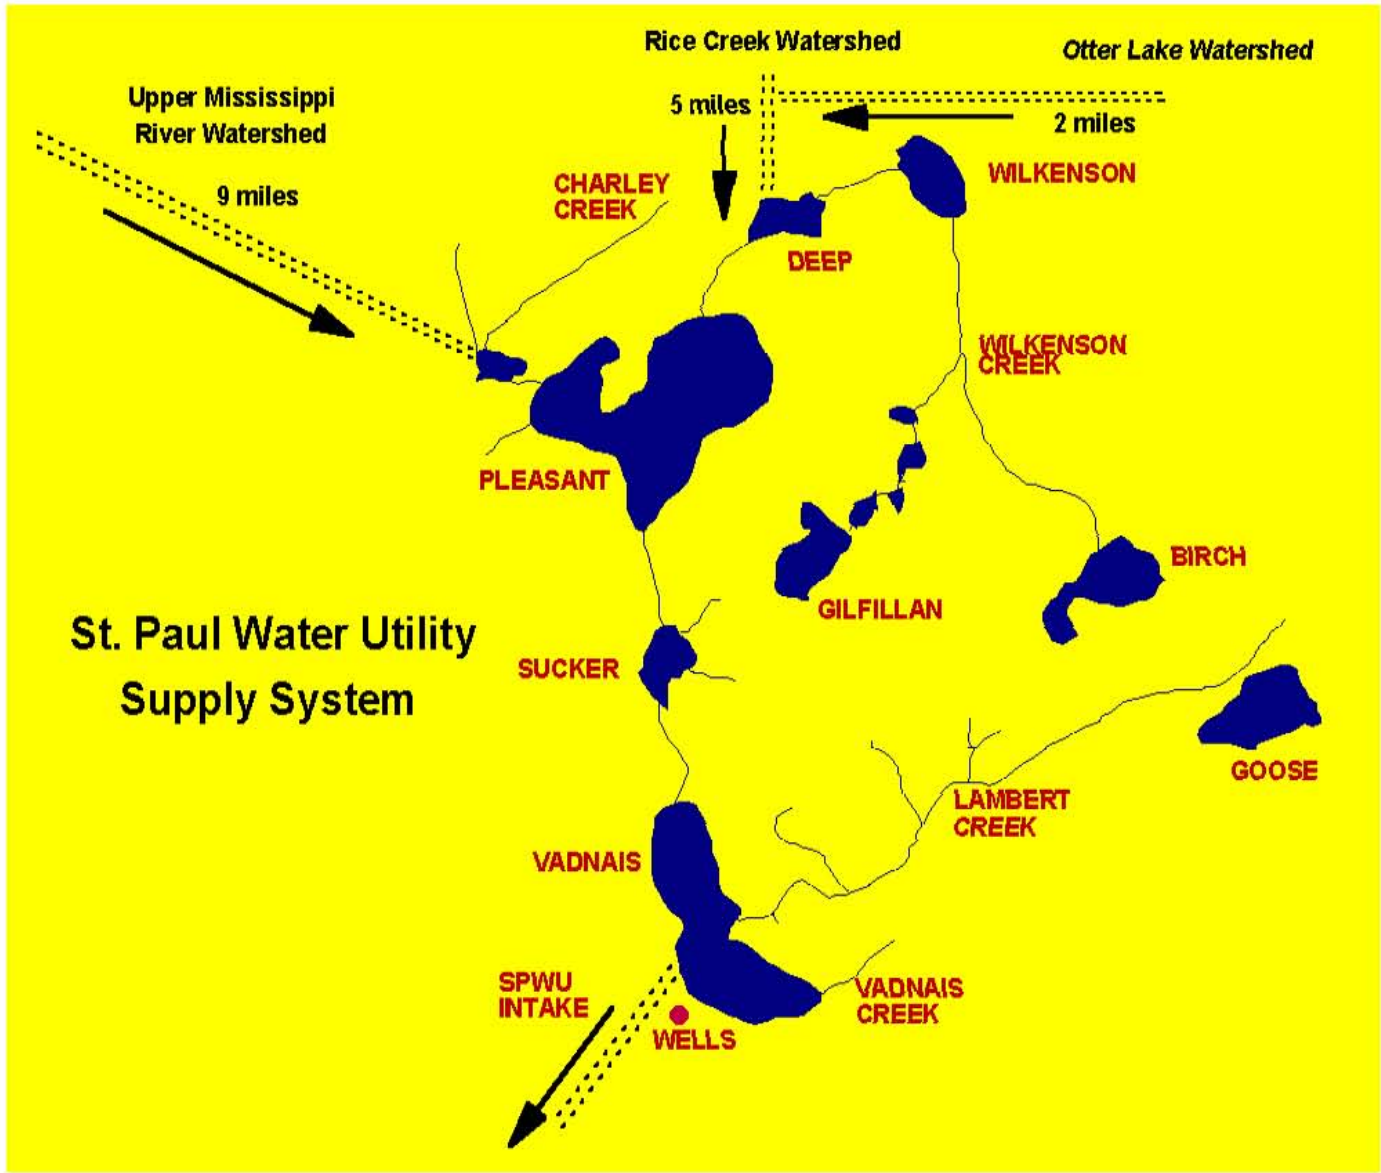 Rice Creek Watershed
Otter Lake Watershed
Upper Mississippi
River Watershed
5 miles
2 miles
9 miles
CHARLEY
CREEK
WILKENSON
DEEP
WILKENSON
CREEK
PLEASANT
BIRCH
GILFILLAN
St. Paul Water Utility
Supply System
SUCKER
GOOSE
LAMBERT
CREEK
VADNAIS
SPWU
INTAKE
VADNAIS
CREEK
WELLS